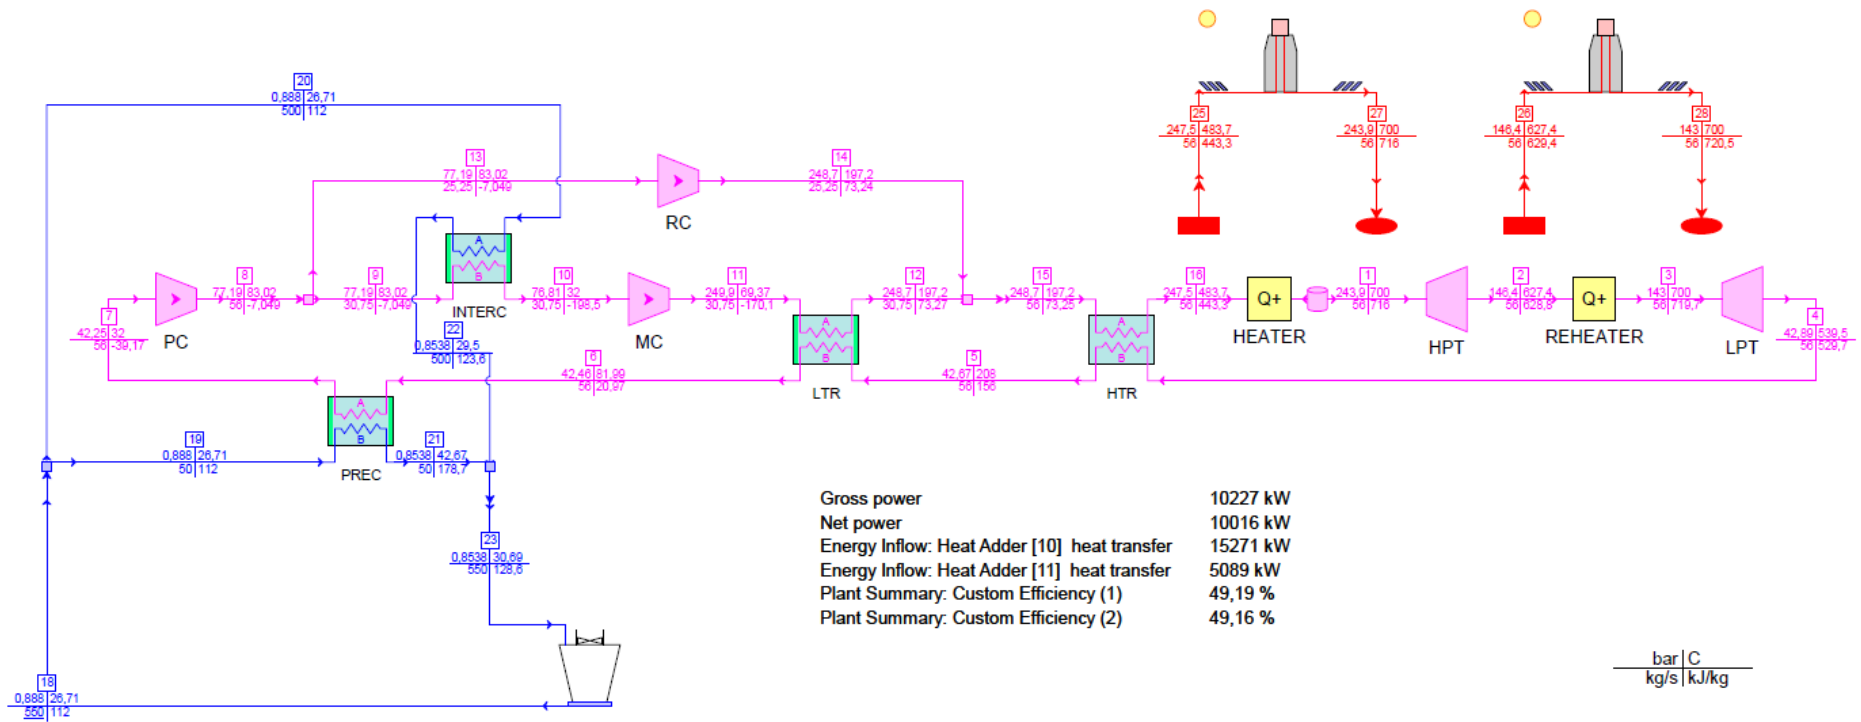 20
0,888 26,71
500 112
13
77,19 83,02
25,25 -7,049
14
248,7 197,2
25,25 73,24
RC
25
247,5 483,7
56 443,3
27
243,9 700
56 716
26
146,4 627,4
56 629,4
28
143 700
56 720,5
A
B
INTERC
7
42,25 32
56 -39,17
PC
8
77,19 83,02
56 -7,049
9
77,19 83,02
30,75 -7,049
10
76,81 32
30,75 -198,5
MC
11
249,9 69,37
30,75 -170,1
12
248,7 197,2
30,75 73,27
15
248,7 197,2
56 73,25
16
247,5 483,7
56 443,3
Q+
HEATER
1
243,9 700
56 716
HPT
2
146,4 627,4
56 628,8
Q+
REHEATER
3
143 700
56 719,7
LPT
4
42,89 539,5
56 529,7
22
0,8538 29,5
500 123,6
6
42,46 81,99
56 20,97
A
B
LTR
5
42,67 208
56 156
A
B
HTR
A
B
PREC
19
0,888 26,71
50 112
21
0,8538 42,67
50 178,7
23
0,8538 30,69
550 128,6
18
0,888 26,71
550 112
Gross power 10227 kW
Net power 10016 kW
Energy Inflow: Heat Adder [10] heat transfer 15271 kW
Energy Inflow: Heat Adder [11] heat transfer 5089 kW
Plant Summary: Custom Efficiency (1) 49,19 %
Plant Summary: Custom Efficiency (2) 49,16 %
bar C
kg/s kJ/kg